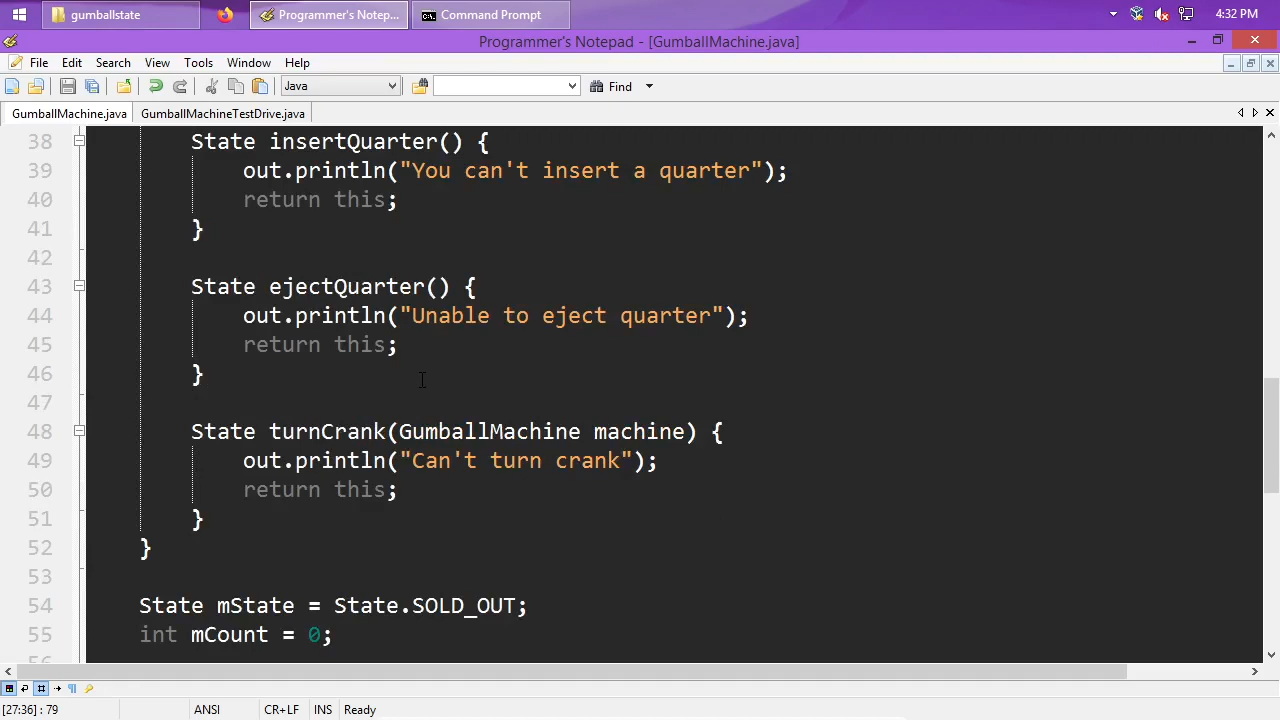 gumballstate
Programmer's Notep...
Command Prompt
4:32 PM
Programmer's Notepad - [GumballMachine.java]
File Edit Search View Tools Window Help
Java
Find
GumballMachine.java GumballMachineTestDrive.java
38 State insertQuarter() {
39 out.println("You can't insert a quarter");
40 return this;
41 }
42
43 State ejectQuarter() {
44 out.println("Unable to eject quarter");
45 return this;
46 }
47
48 State turnCrank(GumballMachine machine) {
49 out.println("Can't turn crank");
50 return this;
51 }
52 }
53
54 State mState = State.SOLD_OUT;
55 int mCount = 0;
[27:36] : 79 ANSI CR+LF INS Ready